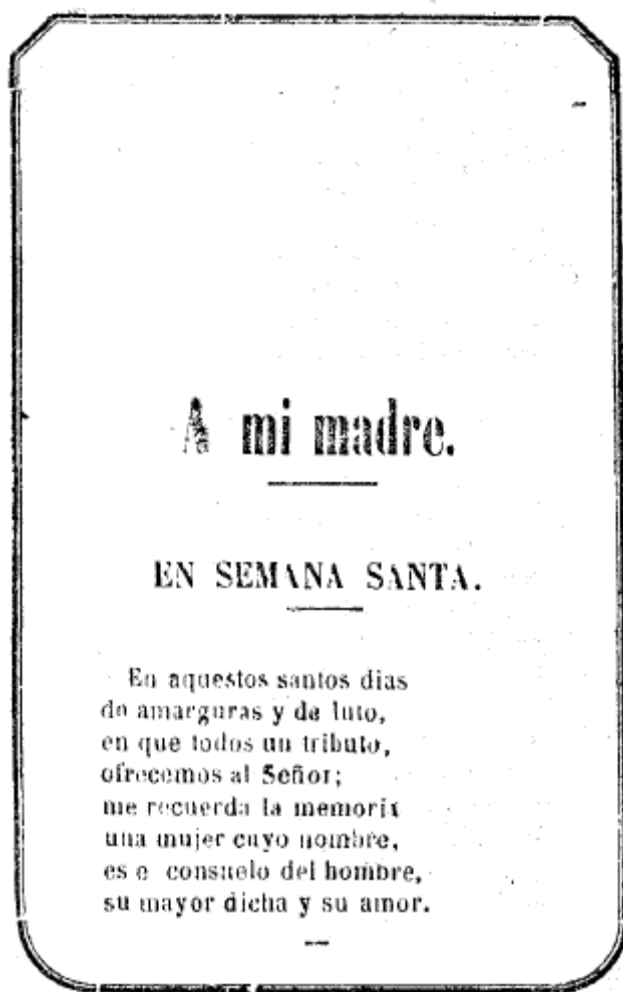 A mi madre.
EN SEMANA SANTA.
En aquestos santos dias
de amarguras y de luto,
en que todos un tributo,
ofrecemos al Señor;
me recuerda la memoria
una mujer cuyo nombre,
es e consuelo del hombre,
su mayor dicha y su amor.